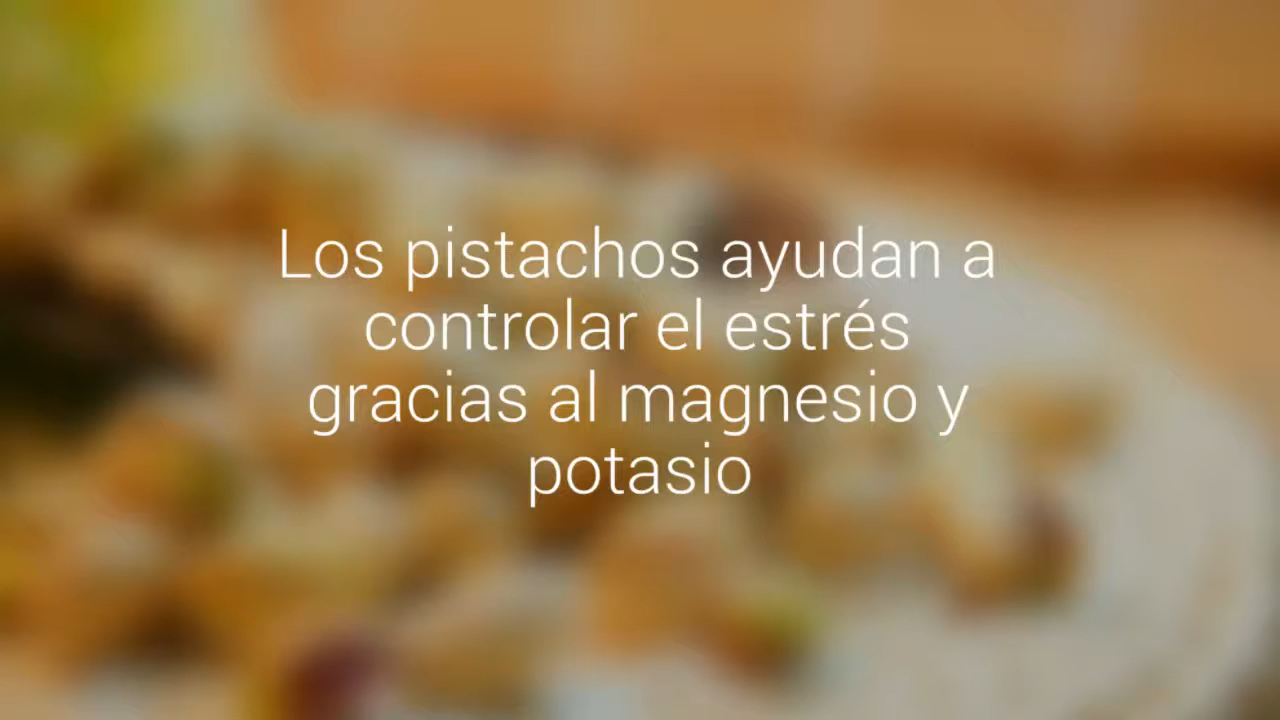 Los pistachos ayudan a
controlar el estrés
gracias al magnesio y
potasio